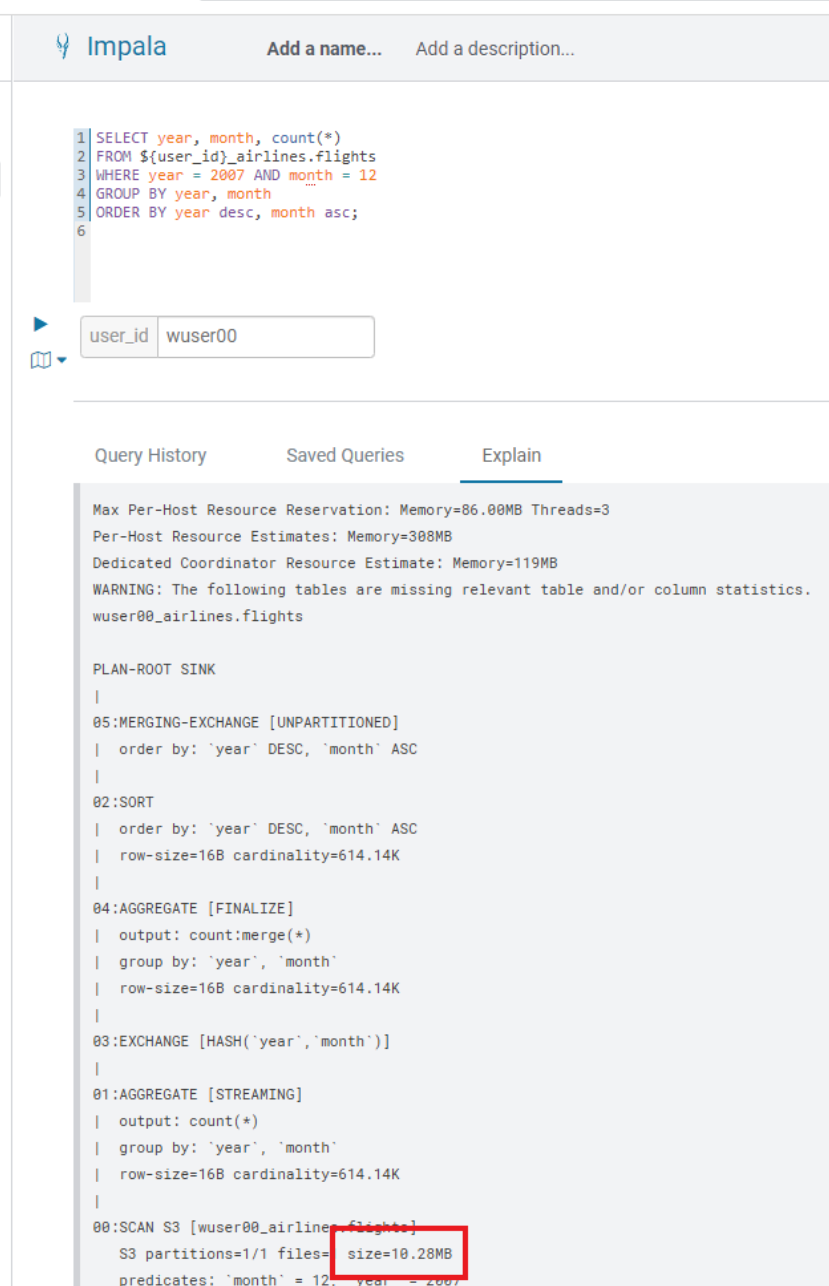 Impala Add a name... Add a description...
1 SELECT year, month, count(*)
2 FROM ${user_id}_airlines.flights
3 WHERE year = 2007 AND month = 12
4 GROUP BY year, month
5 ORDER BY year desc, month asc;
6
user_id wuser00
Query History Saved Queries Explain
Max Per-Host Resource Reservation: Memory=86.00MB Threads=3
Per-Host Resource Estimates: Memory=308MB
Dedicated Coordinator Resource Estimate: Memory=119MB
WARNING: The following tables are missing relevant table and/or column statistics.
wuser00_airlines.flights
PLAN-ROOT SINK
|
05:MERGING-EXCHANGE [UNPARTITIONED]
| order by: `year` DESC, `month` ASC
|
02:SORT
| order by: `year` DESC, `month` ASC
| row-size=16B cardinality=614.14K
|
04:AGGREGATE [FINALIZE]
| output: count:merge(*)
| group by: `year`, `month`
| row-size=16B cardinality=614.14K
|
03:EXCHANGE [HASH(`year`,`month`)]
|
01:AGGREGATE [STREAMING]
| output: count(*)
| group by: `year`, `month`
| row-size=16B cardinality=614.14K
|
00:SCAN S3 [wuser00_airlines.flights]
S3 partitions=1/1 files= size=10.28MB
predicates: `month` = 12, `year` = 2007